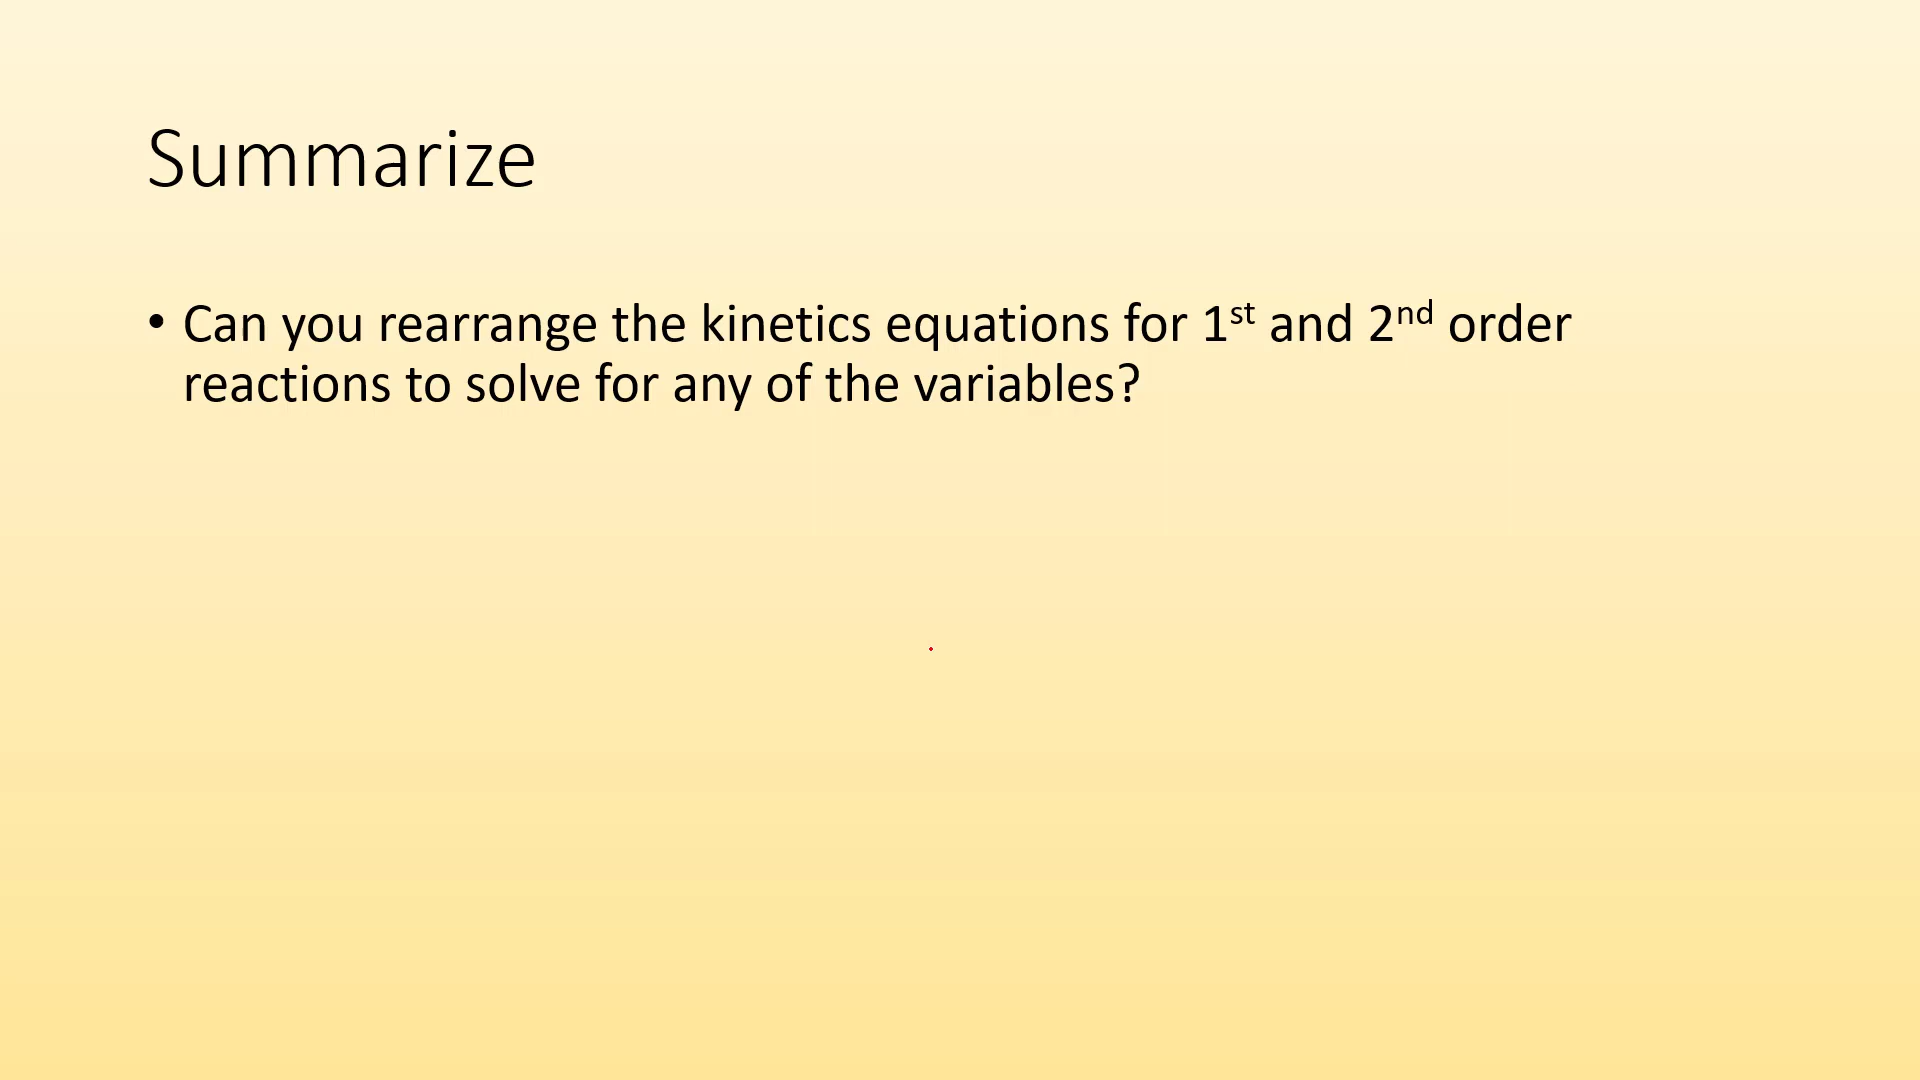 Summarize
• Can you rearrange the kinetics equations for 1st and 2nd order
reactions to solve for any of the variables?